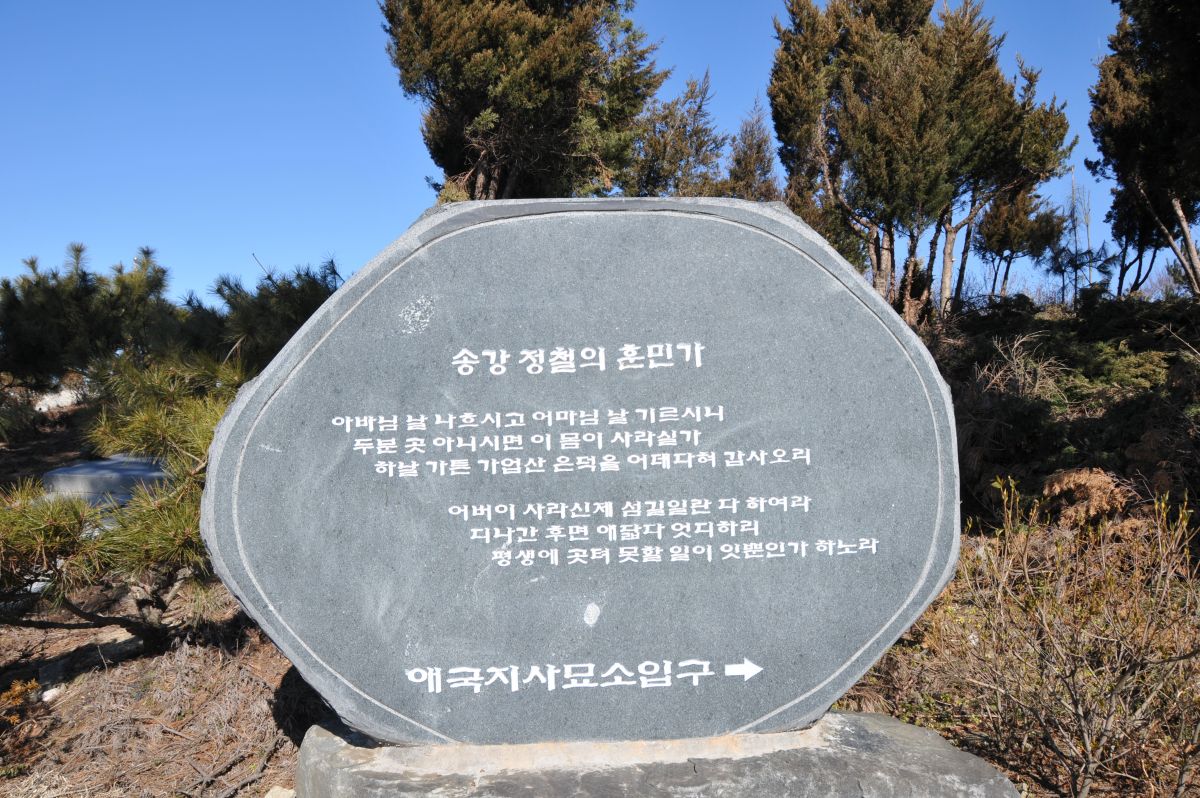 송강 정철의 훈민가
아바님 날 나흐시고 어마님 날 기르시니
두분 곳 아니시면 이 몸이 사라실가
하날 가튼 가업산 은덕을 어데다혀 갑사오리
어버이 사라신제 섬길일란 다 하여라
디나간 후면 애닯다 엇디하리
평생에 곳텨 못할 일이 잇뿐인가 하노라
애국지사묘소입구 ➡